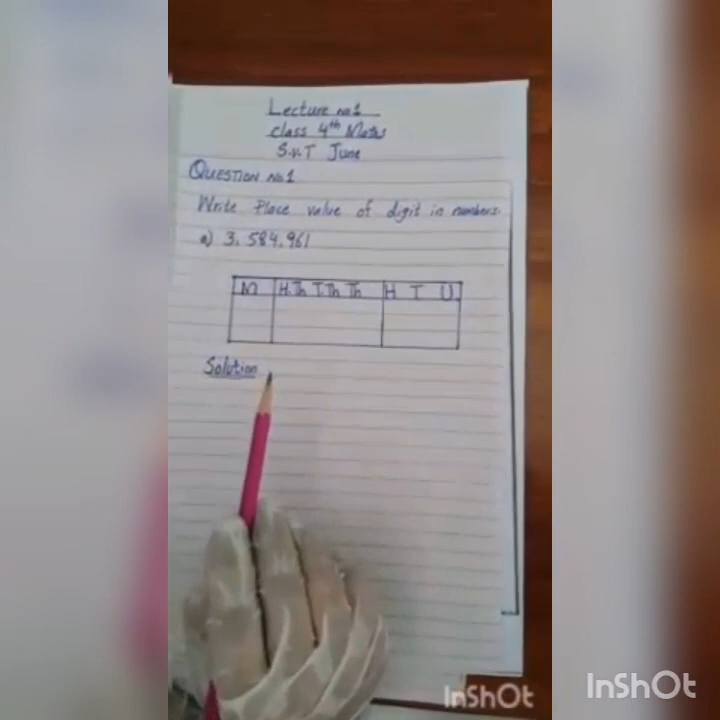 Lecture no 1
class 4th Maths
S.V.T June
QUESTION No.1
Write Place value of digit in numbers.
a) 3, 584, 961
M H.Th T.Th Th H T U
Solution
InShOt
InShOt